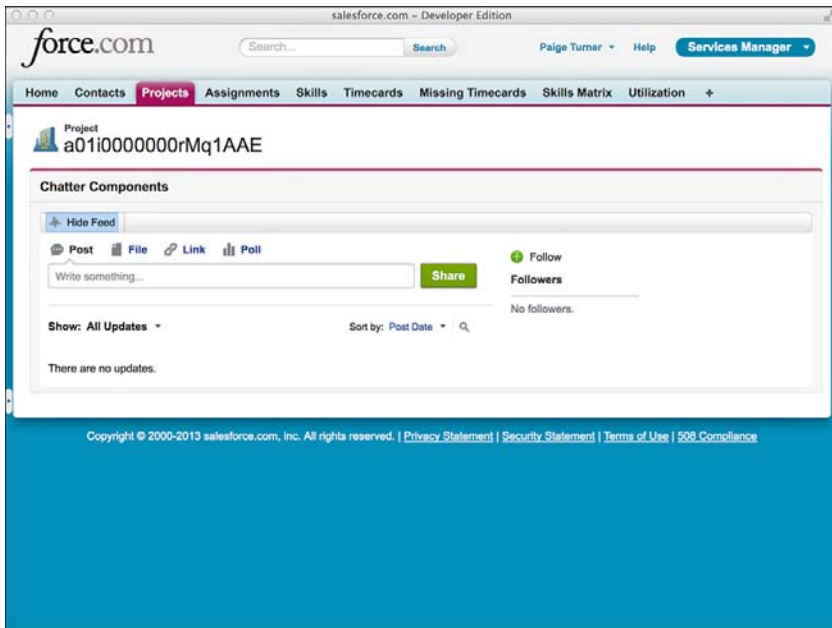 salesforce.com – Developer Edition
force.com Search... Search Paige Turner Help Services Manager
Home Contacts Projects Assignments Skills Timecards Missing Timecards Skills Matrix Utilization +
Project
a01i0000000rMq1AAE
Chatter Components
Hide Feed
Post File Link Poll
Write something... Share
Follow
Followers
No followers.
Show: All Updates Sort by: Post Date
There are no updates.
Copyright © 2000-2013 salesforce.com, inc. All rights reserved. | Privacy Statement | Security Statement | Terms of Use | 508 Compliance